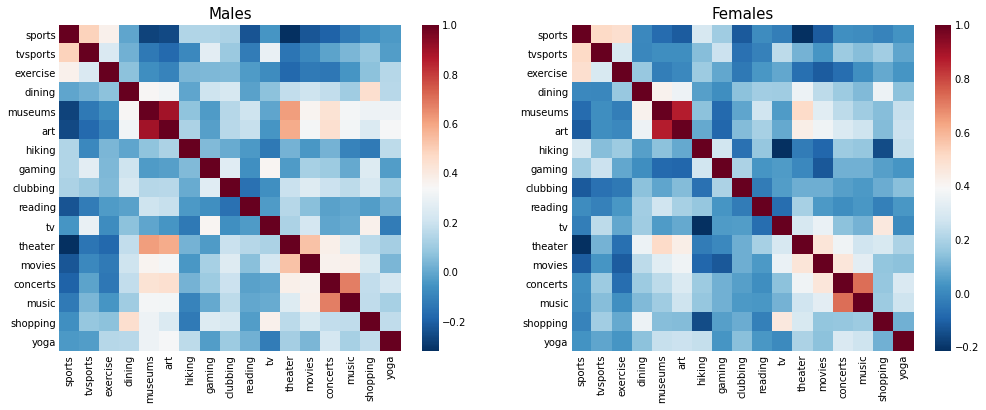 Males
sports
tvsports
exercise
dining
museums
art
hiking
gaming
clubbing
reading
tv
theater
movies
concerts
music
shopping
yoga
sports
tvsports
exercise
dining
museums
art
hiking
gaming
clubbing
reading
tv
theater
movies
concerts
music
shopping
yoga
1.0
0.8
0.6
0.4
0.2
0.0
−0.2
Females
sports
tvsports
exercise
dining
museums
art
hiking
gaming
clubbing
reading
tv
theater
movies
concerts
music
shopping
yoga
sports
tvsports
exercise
dining
museums
art
hiking
gaming
clubbing
reading
tv
theater
movies
concerts
music
shopping
yoga
1.0
0.8
0.6
0.4
0.2
0.0
−0.2